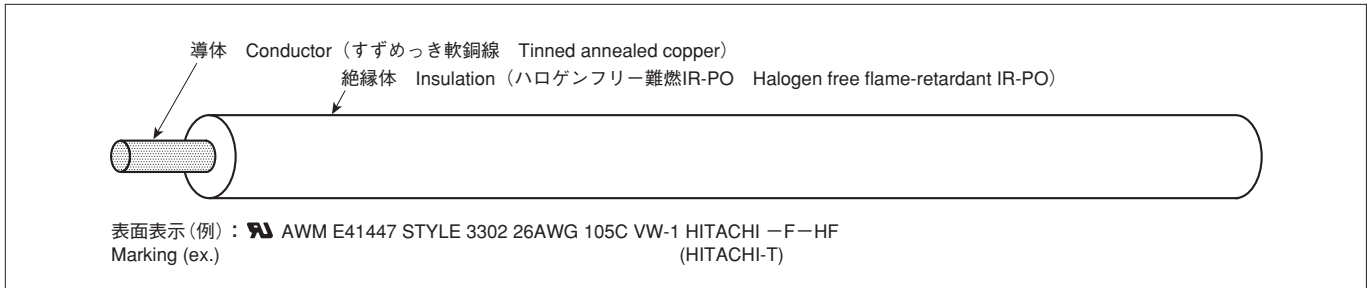 導体　Conductor（すずめっき軟銅線　Tinned annealed copper）
絶縁体　Insulation（ハロゲンフリー難燃IR-PO　Halogen free flame-retardant IR-PO）
表面表示（例）：RU AWM E41447 STYLE 3302 26AWG 105C VW-1 HITACHI －F－HF
Marking (ex.) (HITACHI-T)